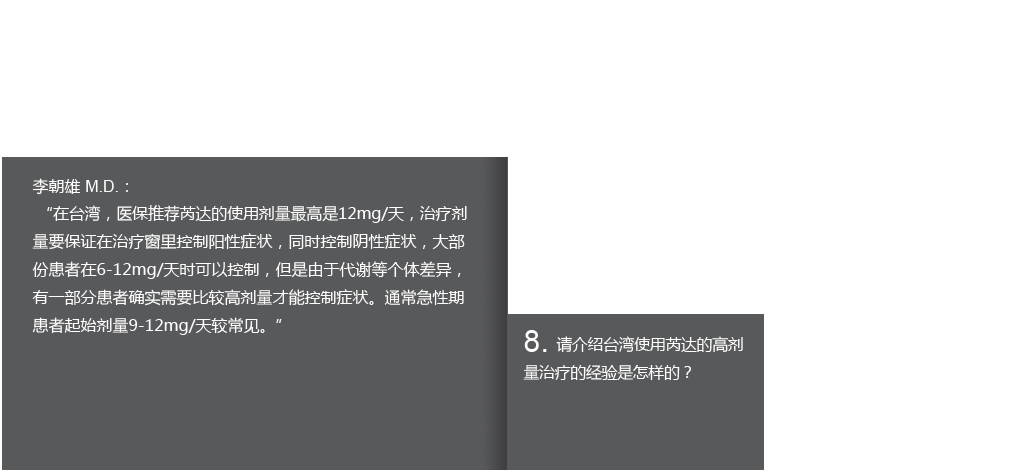 李朝雄 M.D.：
“在台湾，医保推荐芮达的使用剂量最高是12mg/天，治疗剂
量要保证在治疗窗里控制阳性症状，同时控制阴性症状，大部
份患者在6-12mg/天时可以控制，但是由于代谢等个体差异，
有一部分患者确实需要比较高剂量才能控制症状。通常急性期
患者起始剂量9-12mg/天较常见。”
8. 请介绍台湾使用芮达的高剂
量治疗的经验是怎样的？